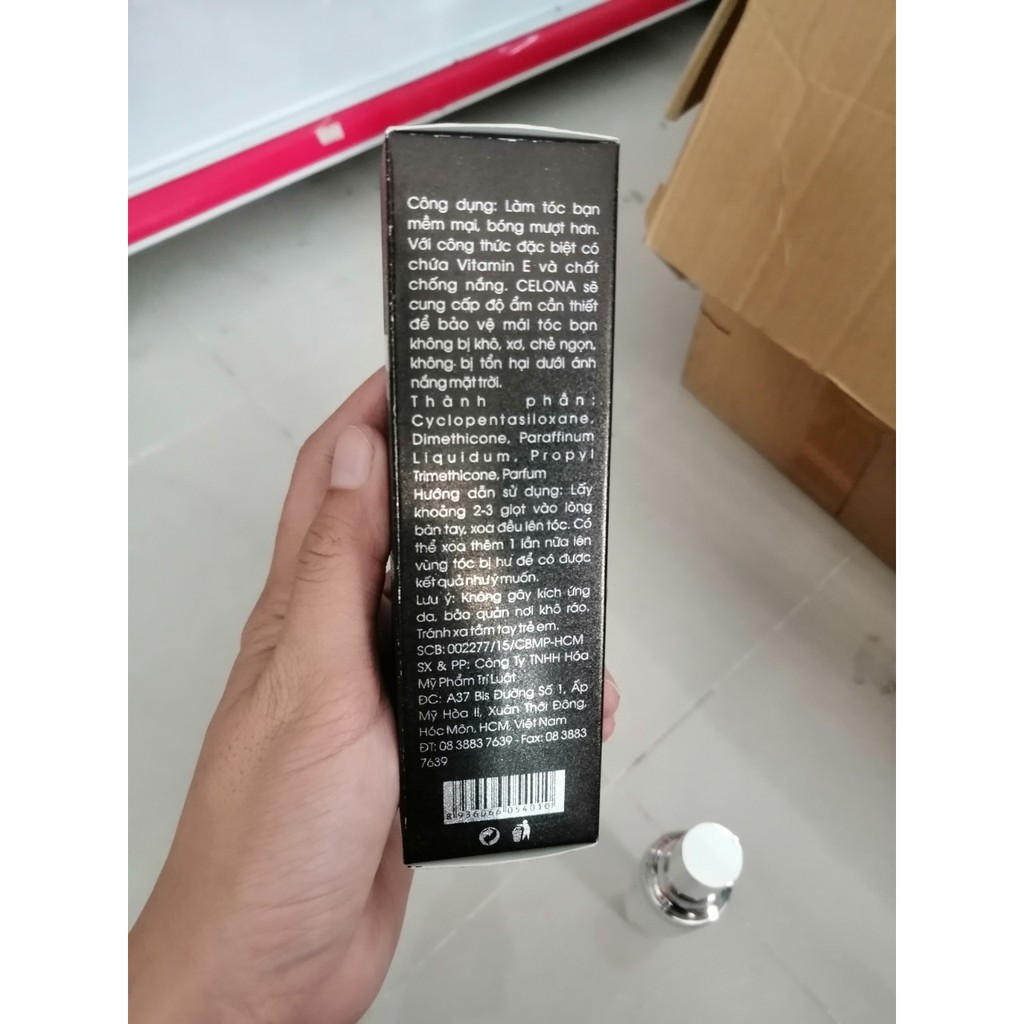 Công dụng: Làm tóc bạn
mềm mại, bóng mượt hơn.
Với công thức đặc biệt có
chứa Vitamin E và chất
chống nắng. CELONA sẽ
cung cấp độ ẩm cần thiết
để bảo vệ mái tóc bạn
không bị khô, xơ, chẻ ngọn,
không bị tổn hại dưới ánh
nắng mặt trời.
Thành phần:
Cyclopentasiloxane,
Dimethicone, Paraffinum
Liquidum, Propyl
Trimethicone, Parfum
Hướng dẫn sử dụng: Lấy
khoảng 2-3 giọt vào lòng
bàn tay, xoa đều lên tóc. Có
thể xoa thêm 1 lần nữa lên
vùng tóc bị hư để có được
kết quả như ý muốn.
Lưu ý: Không gây kích ứng
da, bảo quản nơi khô ráo.
Tránh xa tầm tay trẻ em.
SCB: 002277/15/CBMP-HCM
SX & PP: Công Ty TNHH Hóa
Mỹ Phẩm Trí Luật
ĐC: A37 Bis Đường Số 1, Ấp
Mỹ Hòa II, Xuân Thới Đông,
Hóc Môn, HCM, Việt Nam
ĐT: 08 3883 7639 - Fax: 08 3883
7639
8 936066 054010